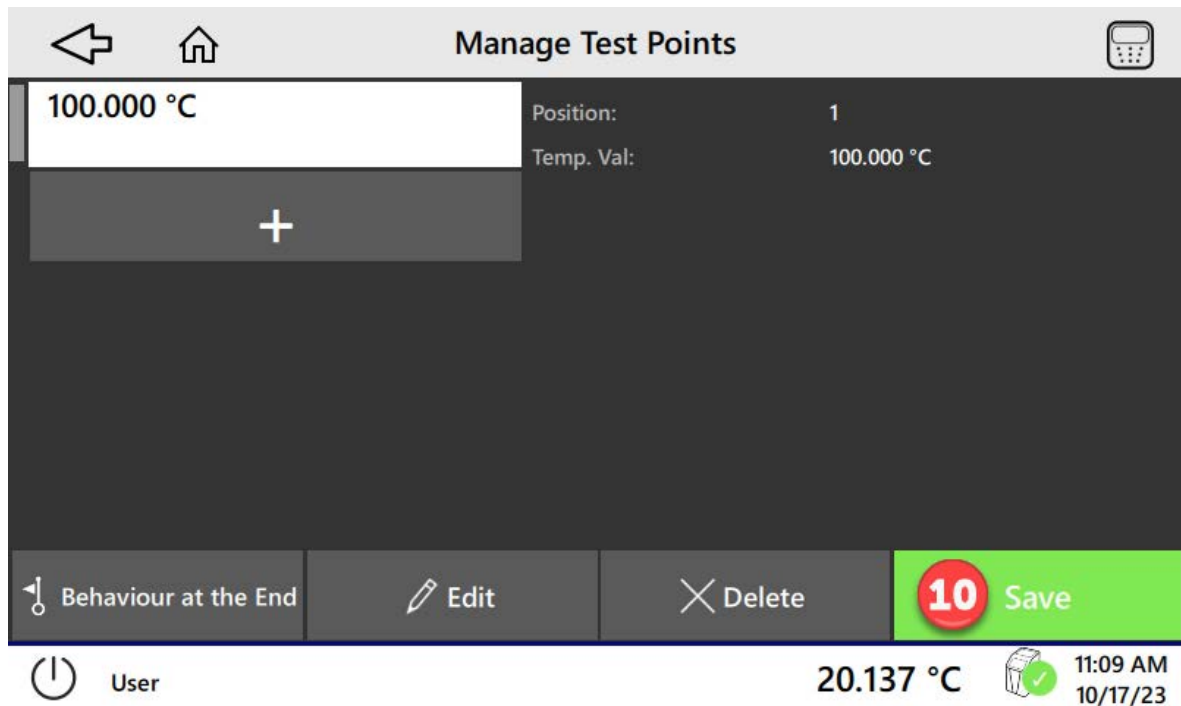 Manage Test Points
100.000 °C
Position: 1
Temp. Val: 100.000 °C
+
Behaviour at the End
Edit
Delete
10 Save
User
20.137 °C
11:09 AM
10/17/23